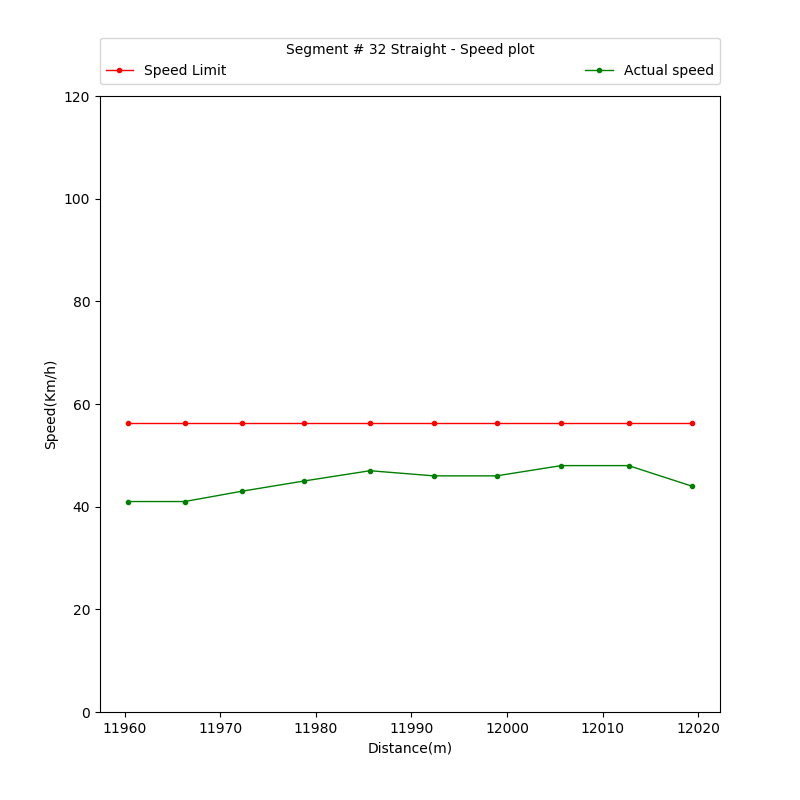 Segment # 32 Straight - Speed plot
Speed Limit
Actual speed
120
100
80
60
40
20
0
Speed(Km/h)
11960 11970 11980 11990 12000 12010 12020
Distance(m)